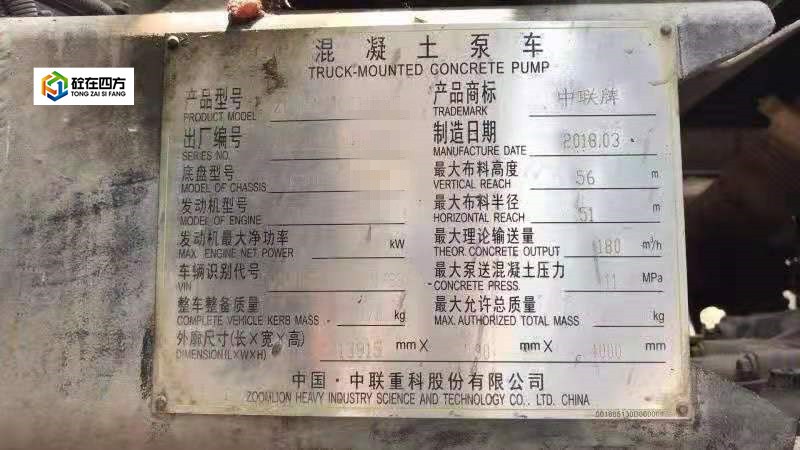 砼在四方
TONG ZAI SI FANG
混凝土泵车
TRUCK-MOUNTED CONCRETE PUMP
产品型号
PRODUCT MODEL
产品商标 中联牌
TRADEMARK
出厂编号
SERIES NO.
制造日期 2018.03
MANUFACTURE DATE
底盘型号
MODEL OF CHASSIS
最大布料高度 56 m
VERTICAL REACH
发动机型号
MODEL OF ENGINE
最大布料半径 51 m
HORIZONTAL REACH
发动机最大净功率 kW
MAX. ENGINE NET. POWER
最大理论输送量 180 m³/h
THEOR.CONCRETE OUTPUT
车辆识别代号
VIN
最大泵送混凝土压力 11 MPa
CONCRETE PRESS.
整车整备质量 kg
COMPLETE VEHICLE KERB MASS
最大允许总质量 kg
MAX. AUTHORIZED TOTAL MASS
外廓尺寸(长×宽×高) 13915 mm× mm× 4000 mm
DIMENSION(L×W×H)
中国·中联重科股份有限公司
ZOOMLION HEAVY INDUSTRY SCIENCE AND TECHNOLOGY CO., LTD. CHINA